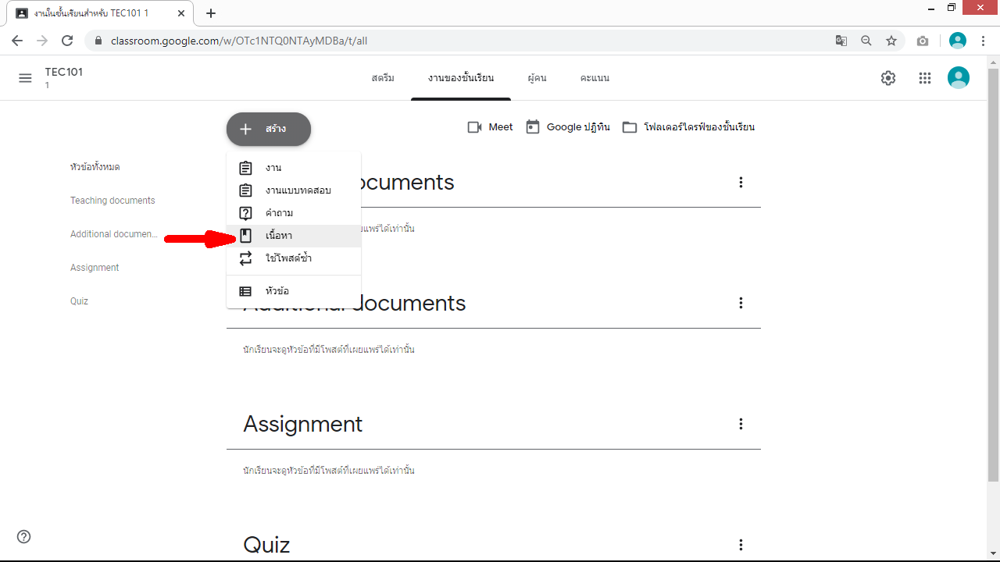 งานในชั้นเรียนสำหรับ TEC101 1
classroom.google.com/w/OTc1NTQ0NTAyMDBa/t/all
TEC101
1
สตรีม
งานของชั้นเรียน
ผู้คน
คะแนน
สร้าง
Meet
Google ปฏิทิน
โฟลเดอร์ไดรฟ์ของชั้นเรียน
หัวข้อทั้งหมด
Teaching documents
Additional documen...
Assignment
Quiz
งาน
งานแบบทดสอบ
คำถาม
เนื้อหา
ใช้โพสต์ซ้ำ
หัวข้อ
ocuments
ยแพร่ได้เท่านั้น
Additional documents
นักเรียนจะดูหัวข้อที่มีโพสต์ที่เผยแพร่ได้เท่านั้น
Assignment
นักเรียนจะดูหัวข้อที่มีโพสต์ที่เผยแพร่ได้เท่านั้น
Quiz